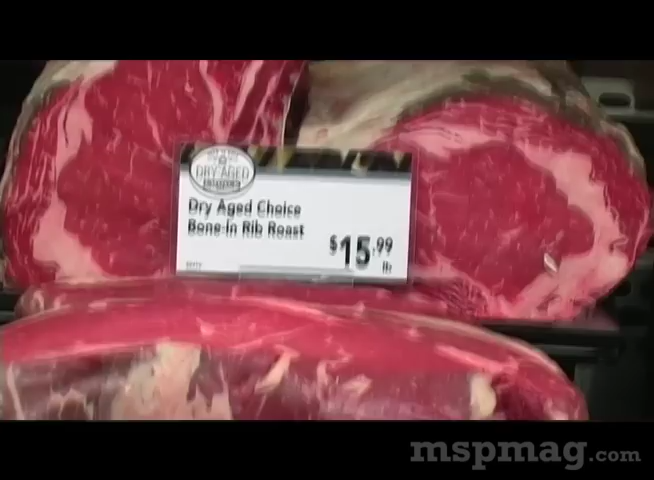 DRY-AGED
Dry Aged Choice
Bone-In Rib Roast
$15.99
lb
mspmag.com